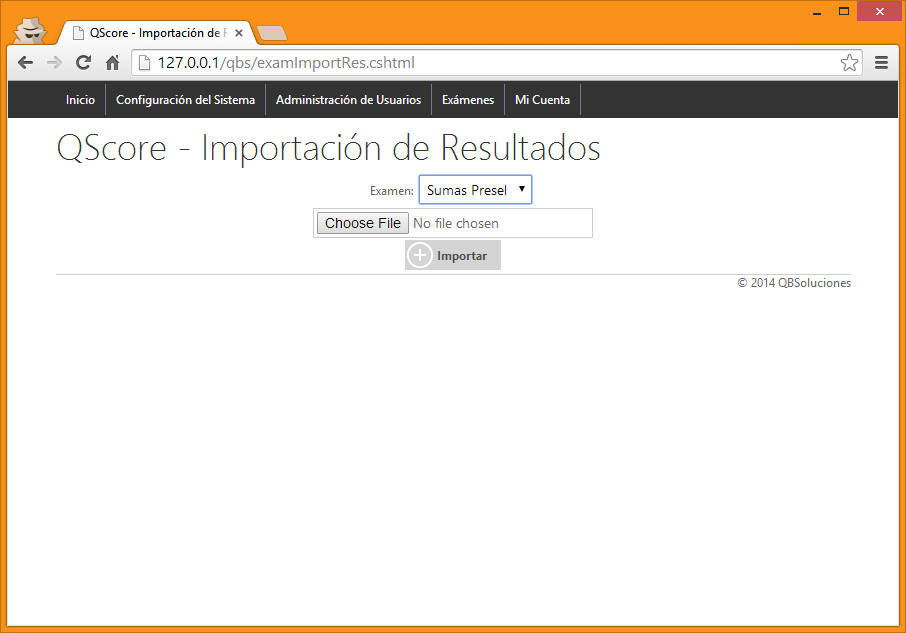 QScore - Importación de R
127.0.0.1/qbs/examImportRes.cshtml
Inicio Configuración del Sistema Administración de Usuarios Exámenes Mi Cuenta
QScore - Importación de Resultados
Examen: Sumas Presel
Choose File No file chosen
Importar
© 2014 QBSoluciones